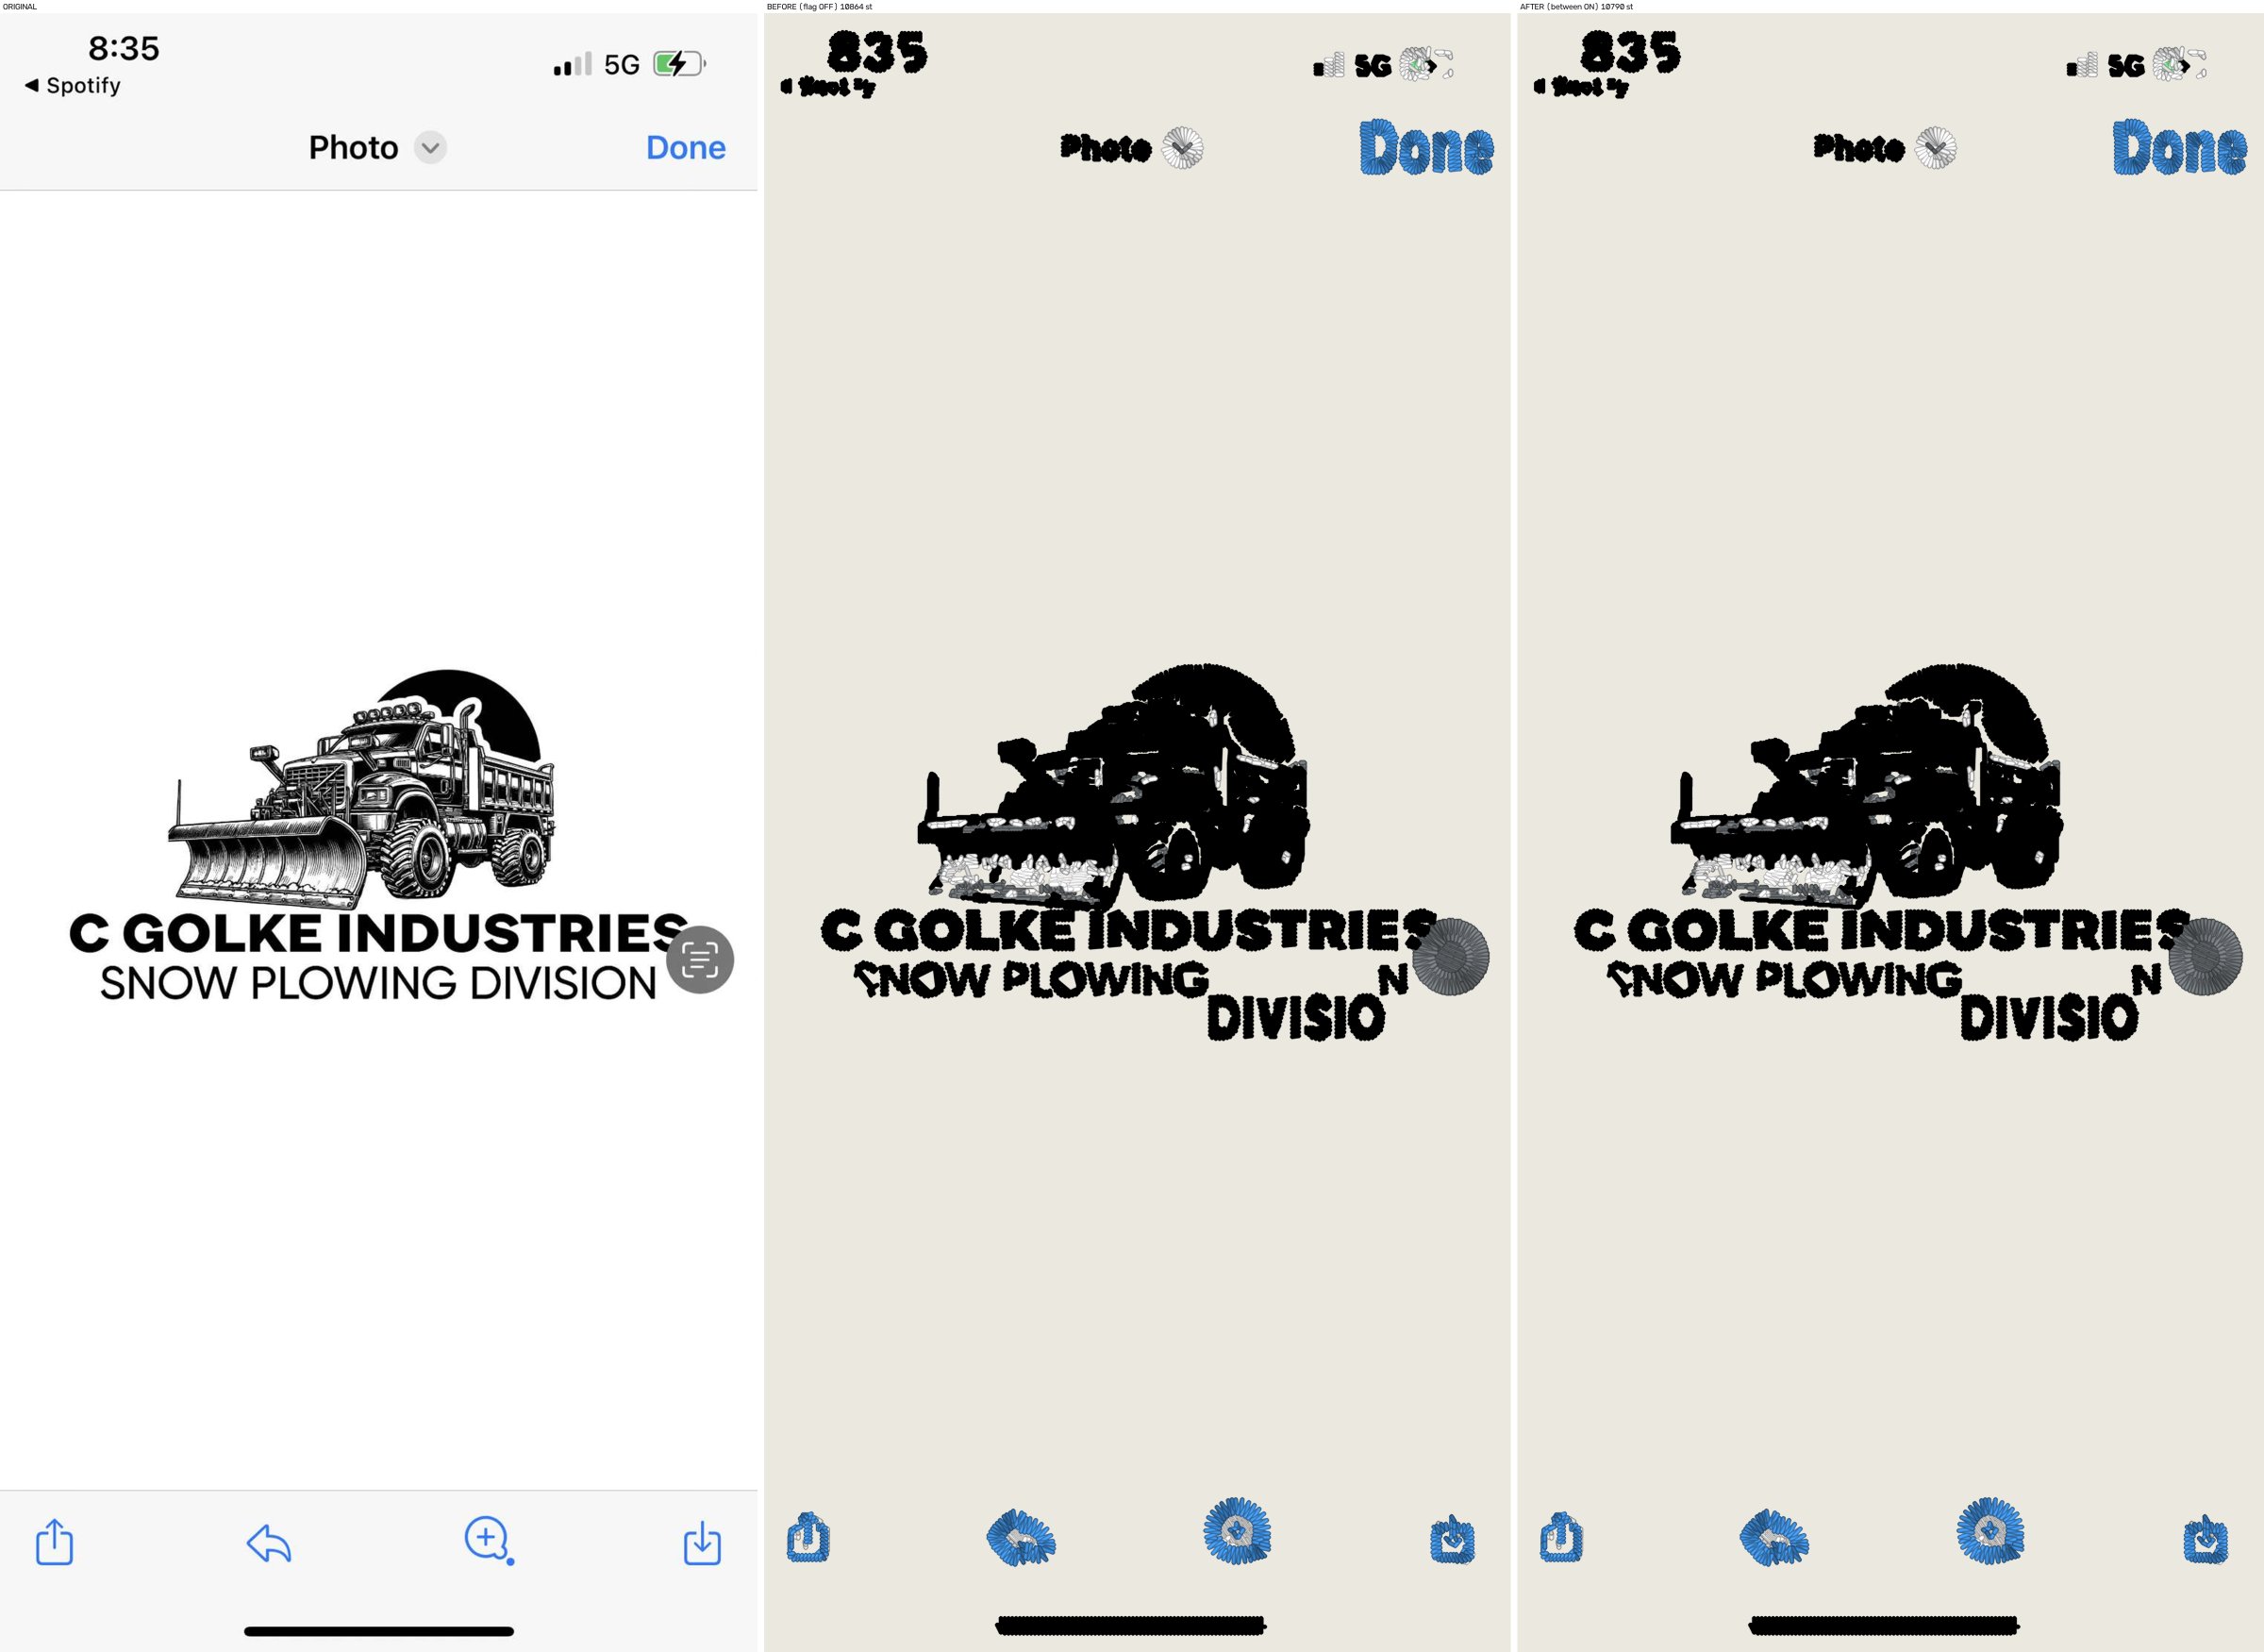 ORIGINAL
8:35
5G
◀ Spotify
Photo
Done
C GOLKE INDUSTRIES
SNOW PLOWING DIVISION
BEFORE (flag OFF) 10864 st
835
5G
Photo
Done
C GOLKE INDUSTRIES
SNOW PLOWING
N
DIVISIO
AFTER (between ON) 10790 st
835
5G
Photo
Done
C GOLKE INDUSTRIES
SNOW PLOWING
N
DIVISIO